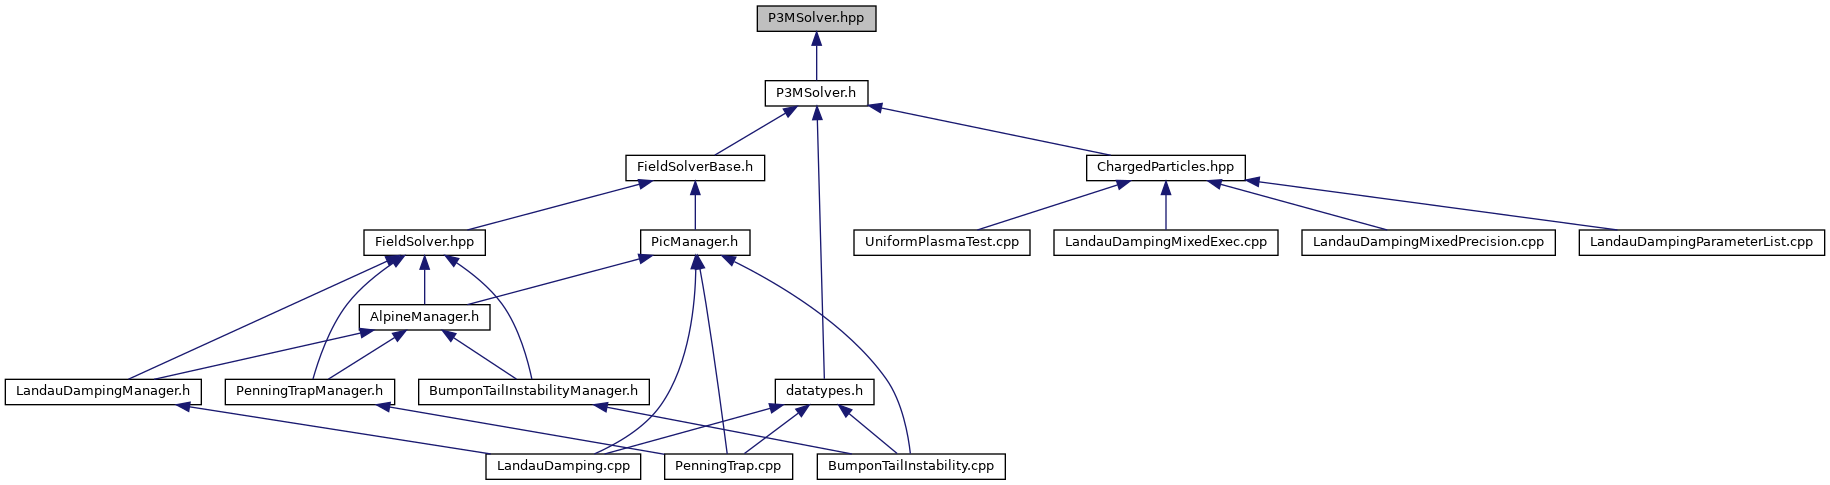 P3MSolver.hpp
P3MSolver.h
FieldSolverBase.h
ChargedParticles.hpp
FieldSolver.hpp
PicManager.h
UniformPlasmaTest.cpp
LandauDampingMixedExec.cpp
LandauDampingMixedPrecision.cpp
LandauDampingParameterList.cpp
AlpineManager.h
LandauDampingManager.h
PenningTrapManager.h
BumponTailInstabilityManager.h
datatypes.h
LandauDamping.cpp
PenningTrap.cpp
BumponTailInstability.cpp